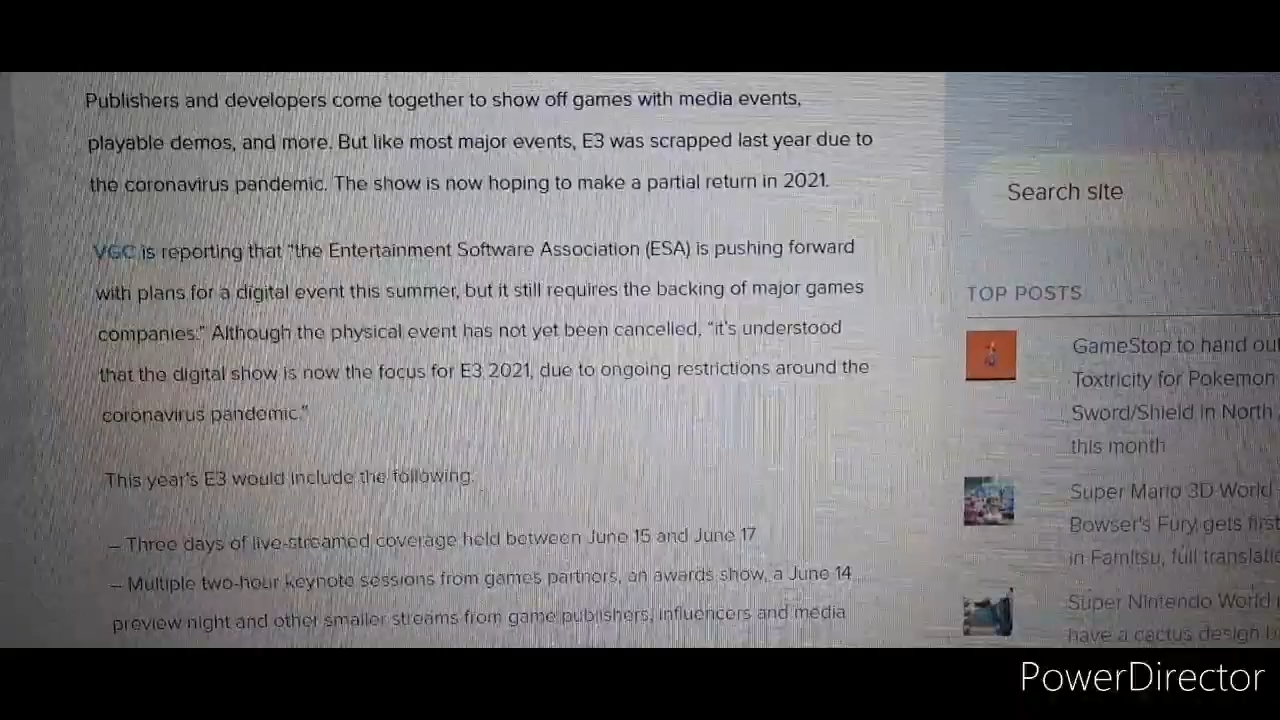 Publishers and developers come together to show off games with media events,
playable demos, and more. But like most major events, E3 was scrapped last year due to
the coronavirus pandemic. The show is now hoping to make a partial return in 2021.
VGC is reporting that "the Entertainment Software Association (ESA) is pushing forward
with plans for a digital event this summer, but it still requires the backing of major games
companies." Although the physical event has not yet been cancelled, "it's understood
that the digital show is now the focus for E3 2021, due to ongoing restrictions around the
coronavirus pandemic."
This year's E3 would include the following:
– Three days of live-streamed coverage held between June 15 and June 17
– Multiple two-hour keynote sessions from games partners, an awards show, a June 14
preview night and other smaller streams from game publishers, influencers and media
Search site
TOP POSTS
GameStop to hand out
Toxtricity for Pokemon
Sword/Shield in North
this month
Super Mario 3D World
Bowser's Fury gets first
in Famitsu, full
Super Nintendo World
have a cactus design
PowerDirector